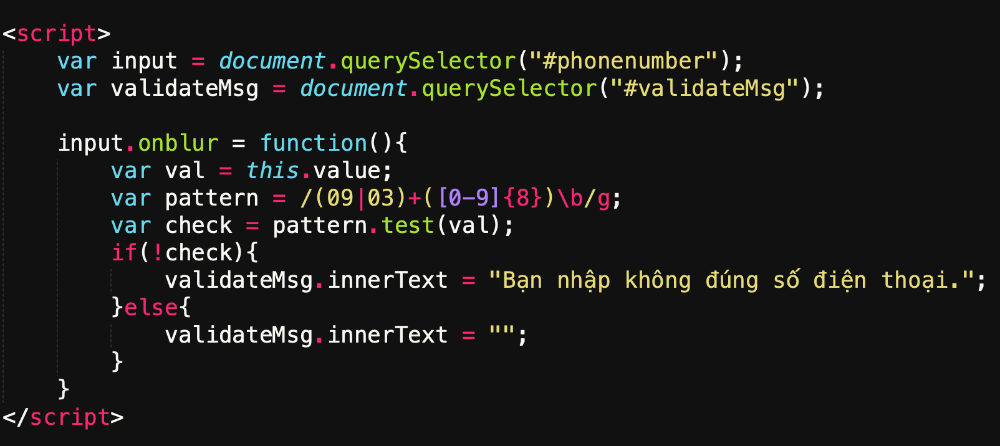 <script>
var input = document.querySelector("#phonenumber");
var validateMsg = document.querySelector("#validateMsg");
input.onblur = function(){
var val = this.value;
var pattern = /(09|03)+([0-9]{8})\b/g;
var check = pattern.test(val);
if(!check){
validateMsg.innerText = "Bạn nhập không đúng số điện thoại.";
}else{
validateMsg.innerText = "";
}
}
</script>